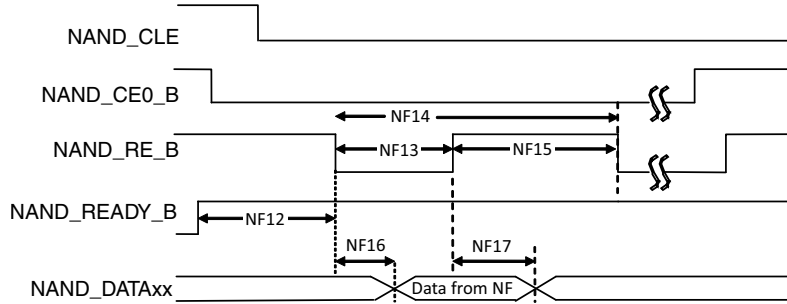 NAND_CLE
NAND_CE0_B
NF14
NAND_RE_B
NF13
NF15
NAND_READY_B
NF12
NF16
NF17
NAND_DATAxx
Data from NF